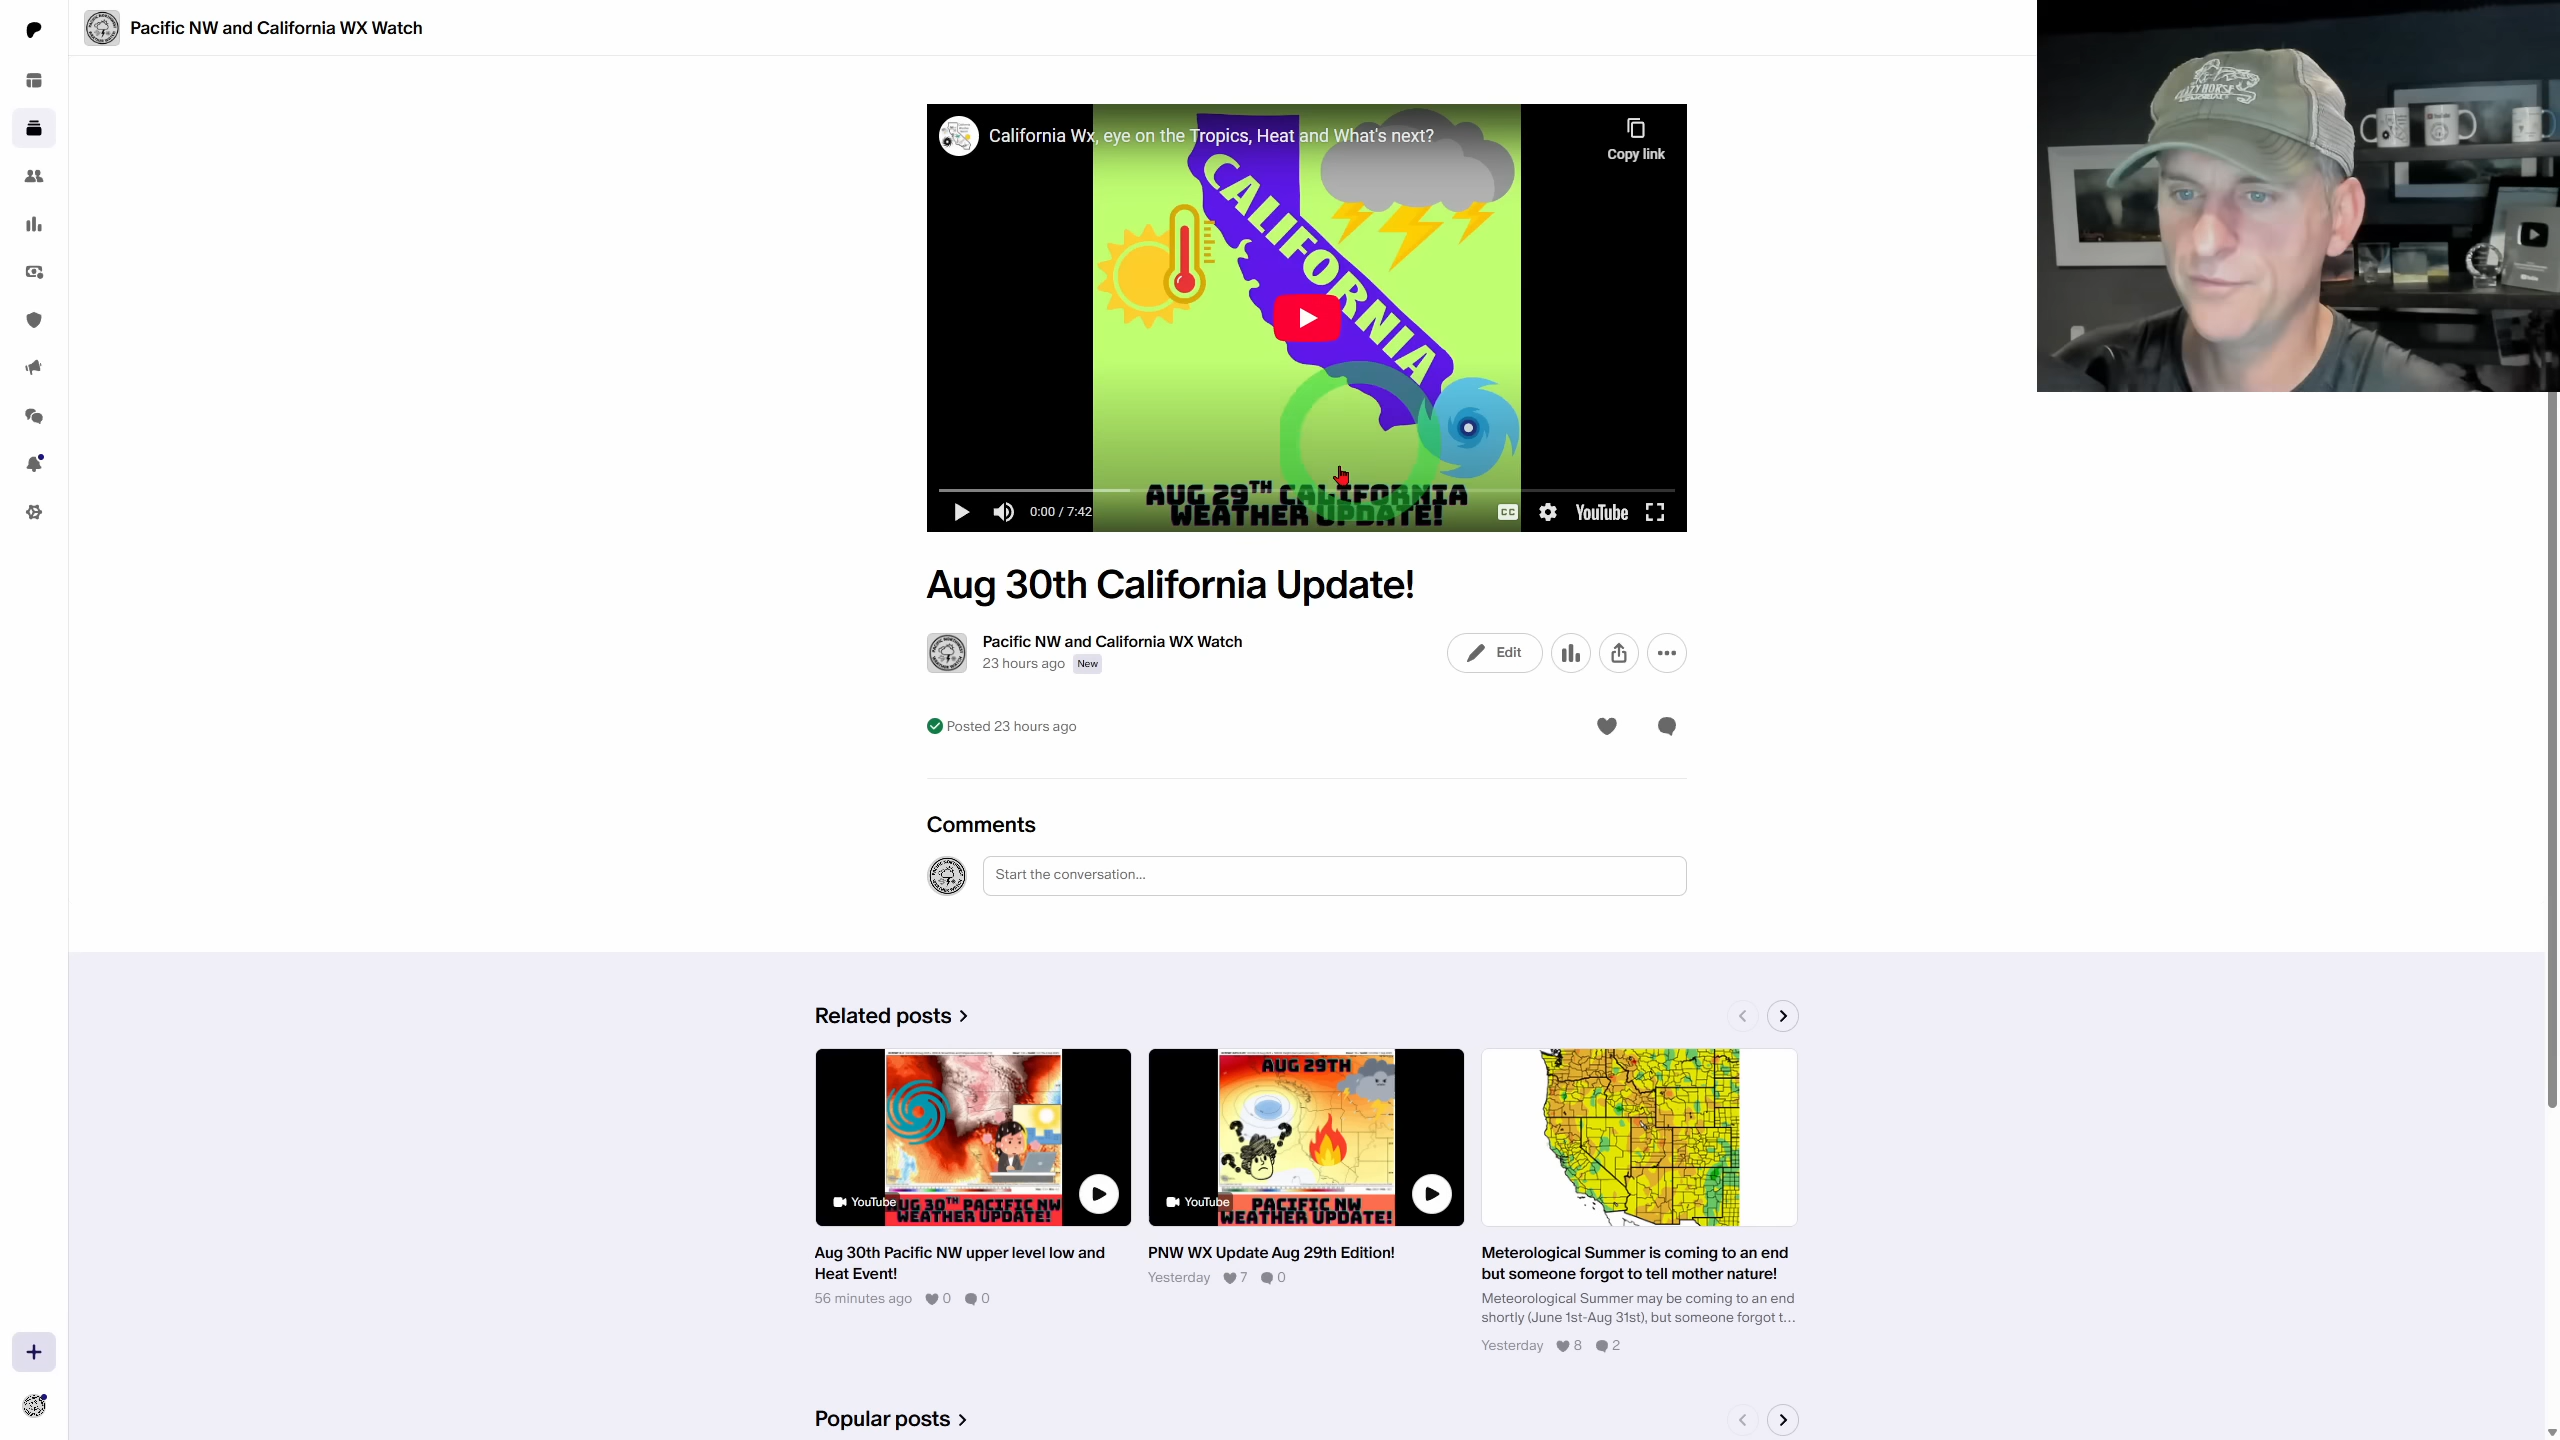 Pacific NW and California WX Watch
California Wx, eye on the Tropics, Heat and What's next?
Copy link
CALIFORNIA
AUG 29TH CALIFORNIA
WEATHER UPDATE!
0:00 / 7:42
CC
YouTube
Aug 30th California Update!
Pacific NW and California WX Watch
23 hours ago New
Edit
Posted 23 hours ago
Comments
Start the conversation...
Related posts
YouTube
AUG 30TH PACIFIC NW
WEATHER UPDATE!
Aug 30th Pacific NW upper level low and
Heat Event!
56 minutes ago 0 0
AUG 29TH
YouTube
PACIFIC NW
WEATHER UPDATE!
PNW WX Update Aug 29th Edition!
Yesterday 7 0
Meterological Summer is coming to an end
but someone forgot to tell mother nature!
Meteorological Summer may be coming to an end
shortly (June 1st-Aug 31st), but someone forgot t...
Yesterday 8 2
Popular posts